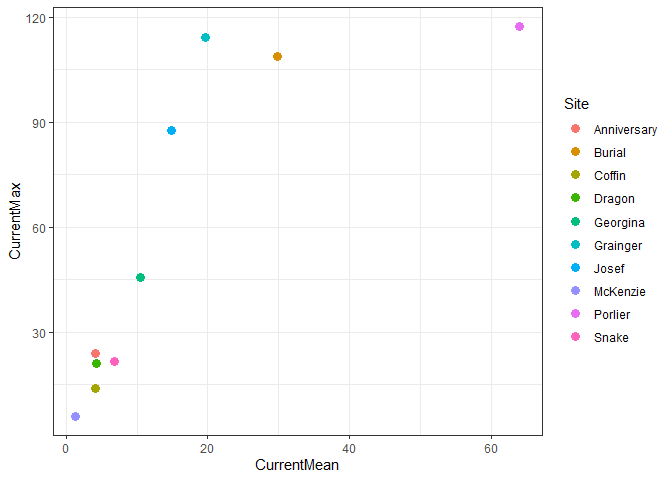 120
90
60
30
CurrentMax
0
20
40
60
CurrentMean
Site
Anniversary
Burial
Coffin
Dragon
Georgina
Grainger
Josef
McKenzie
Porlier
Snake